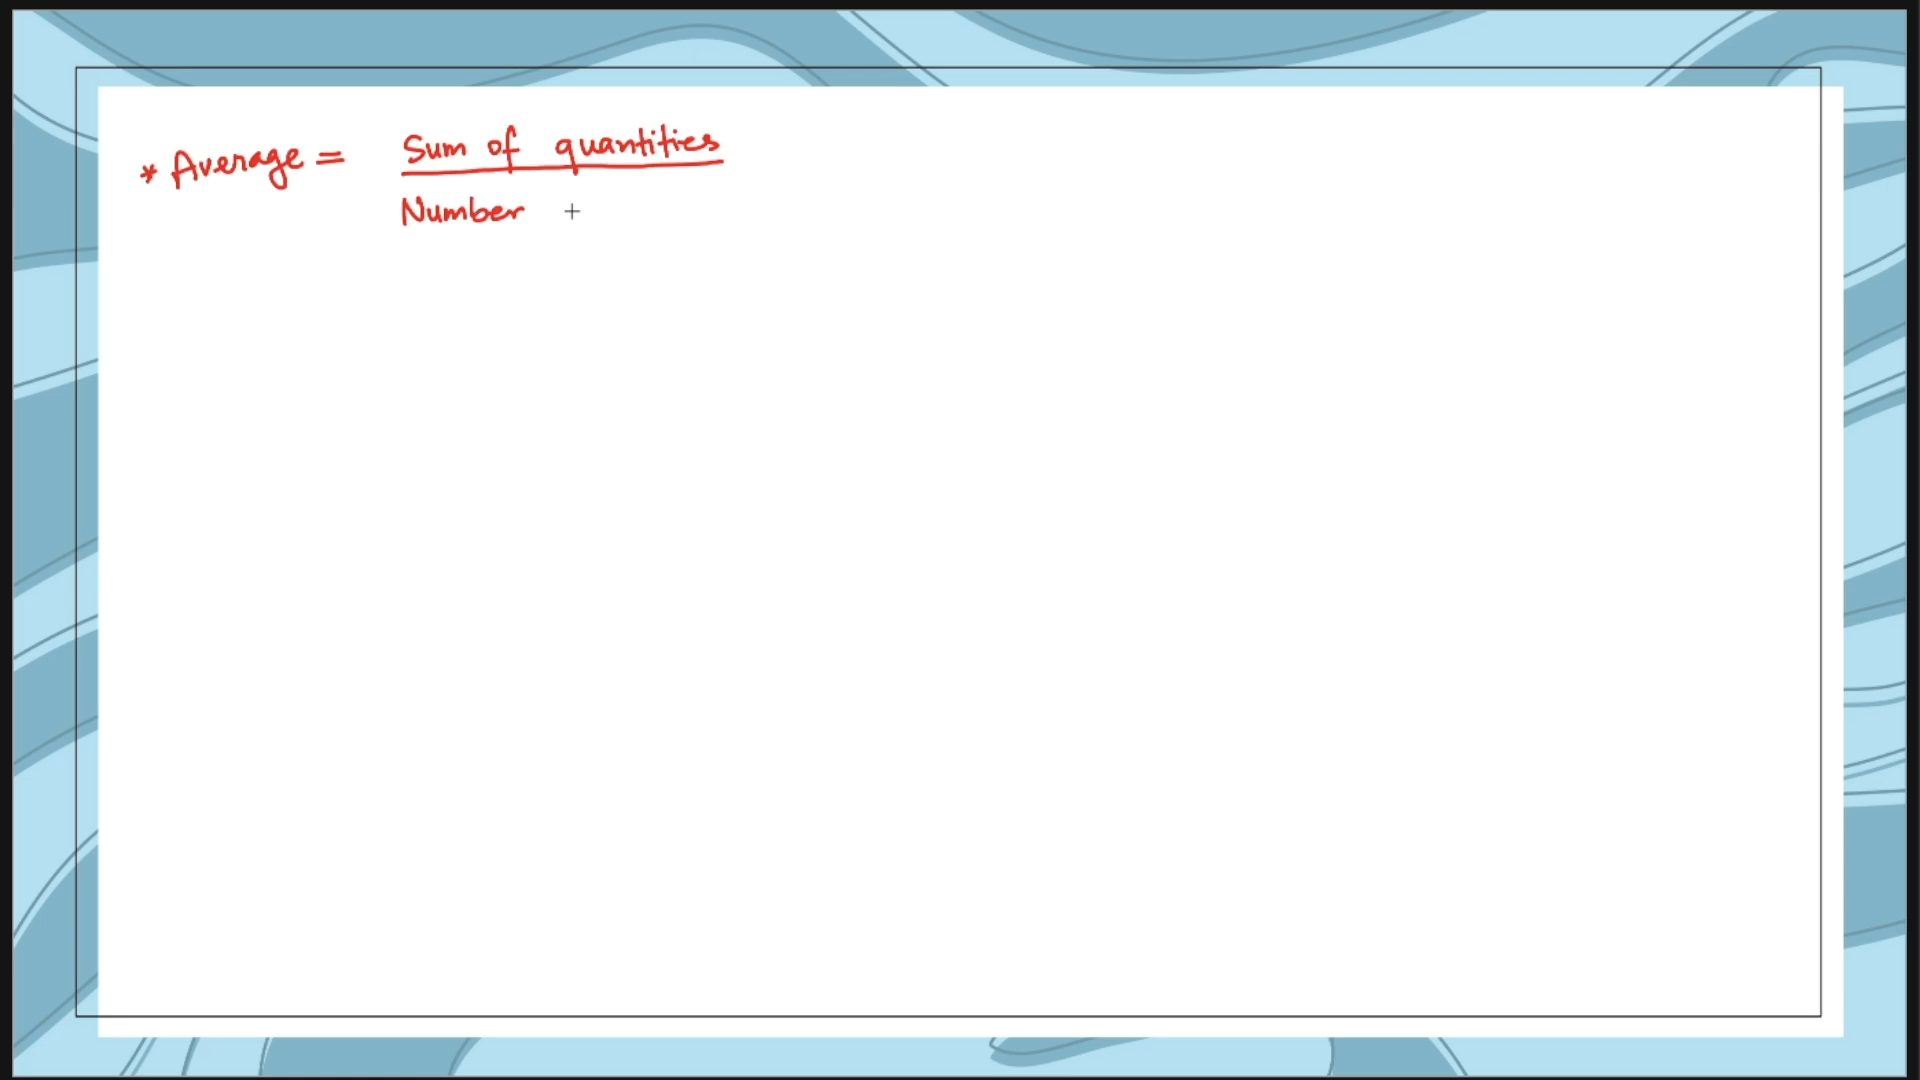 * Average = Sum of quantities
Number